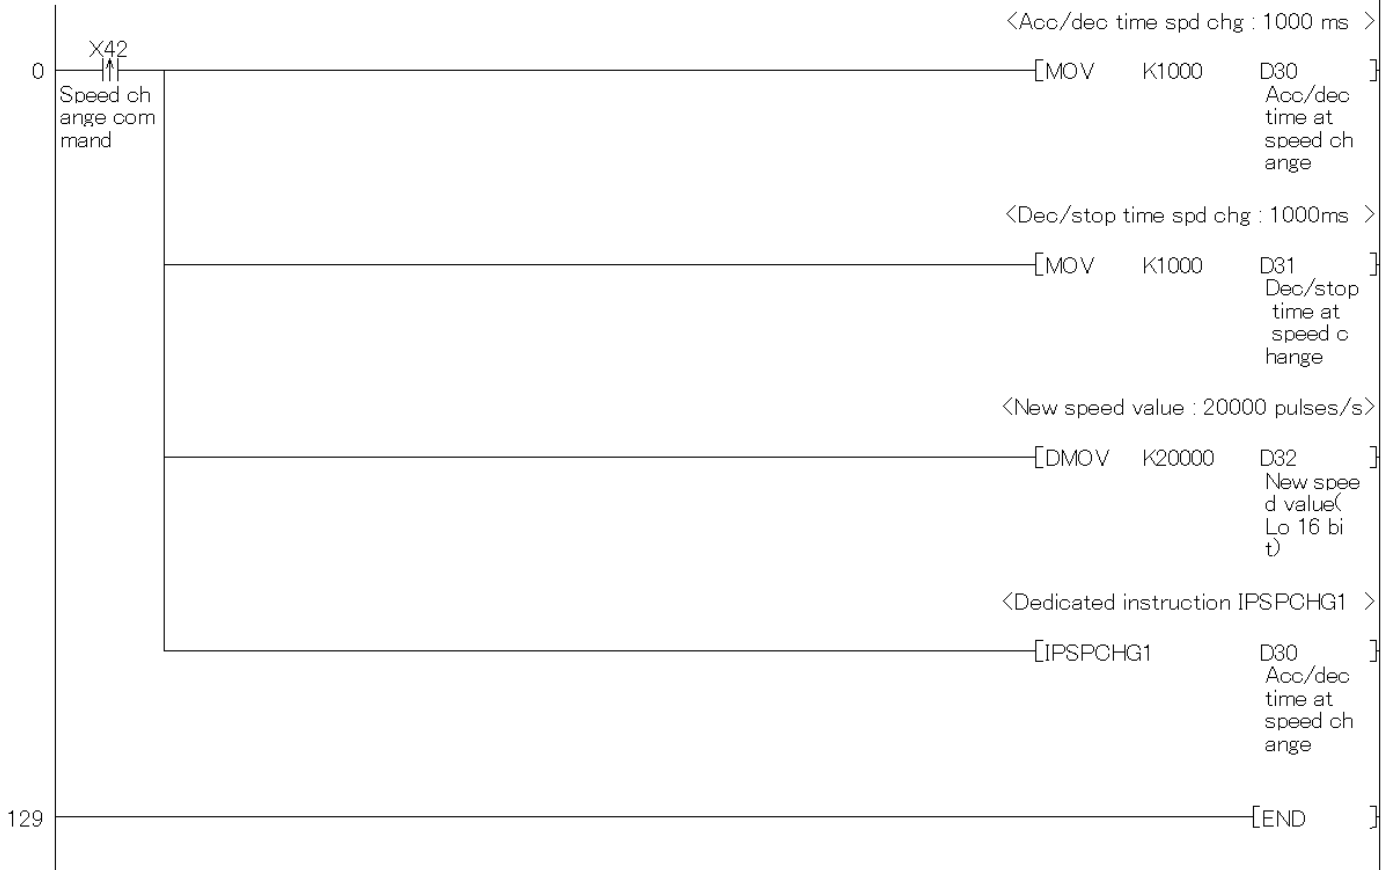 <Acc/dec time spd chg : 1000 ms >
X42
0 [MOV K1000 D30 ]
Speed ch
ange com
mand
Acc/dec
time at
speed ch
ange
<Dec/stop time spd chg : 1000ms >
[MOV K1000 D31 ]
Dec/stop
time at
speed c
hange
<New speed value : 20000 pulses/s>
[DMOV K20000 D32 ]
New spee
d value(
Lo 16 bi
t)
<Dedicated instruction IPSPCHG1 >
[IPSPCHG1 D30 ]
Acc/dec
time at
speed ch
ange
129 [END ]